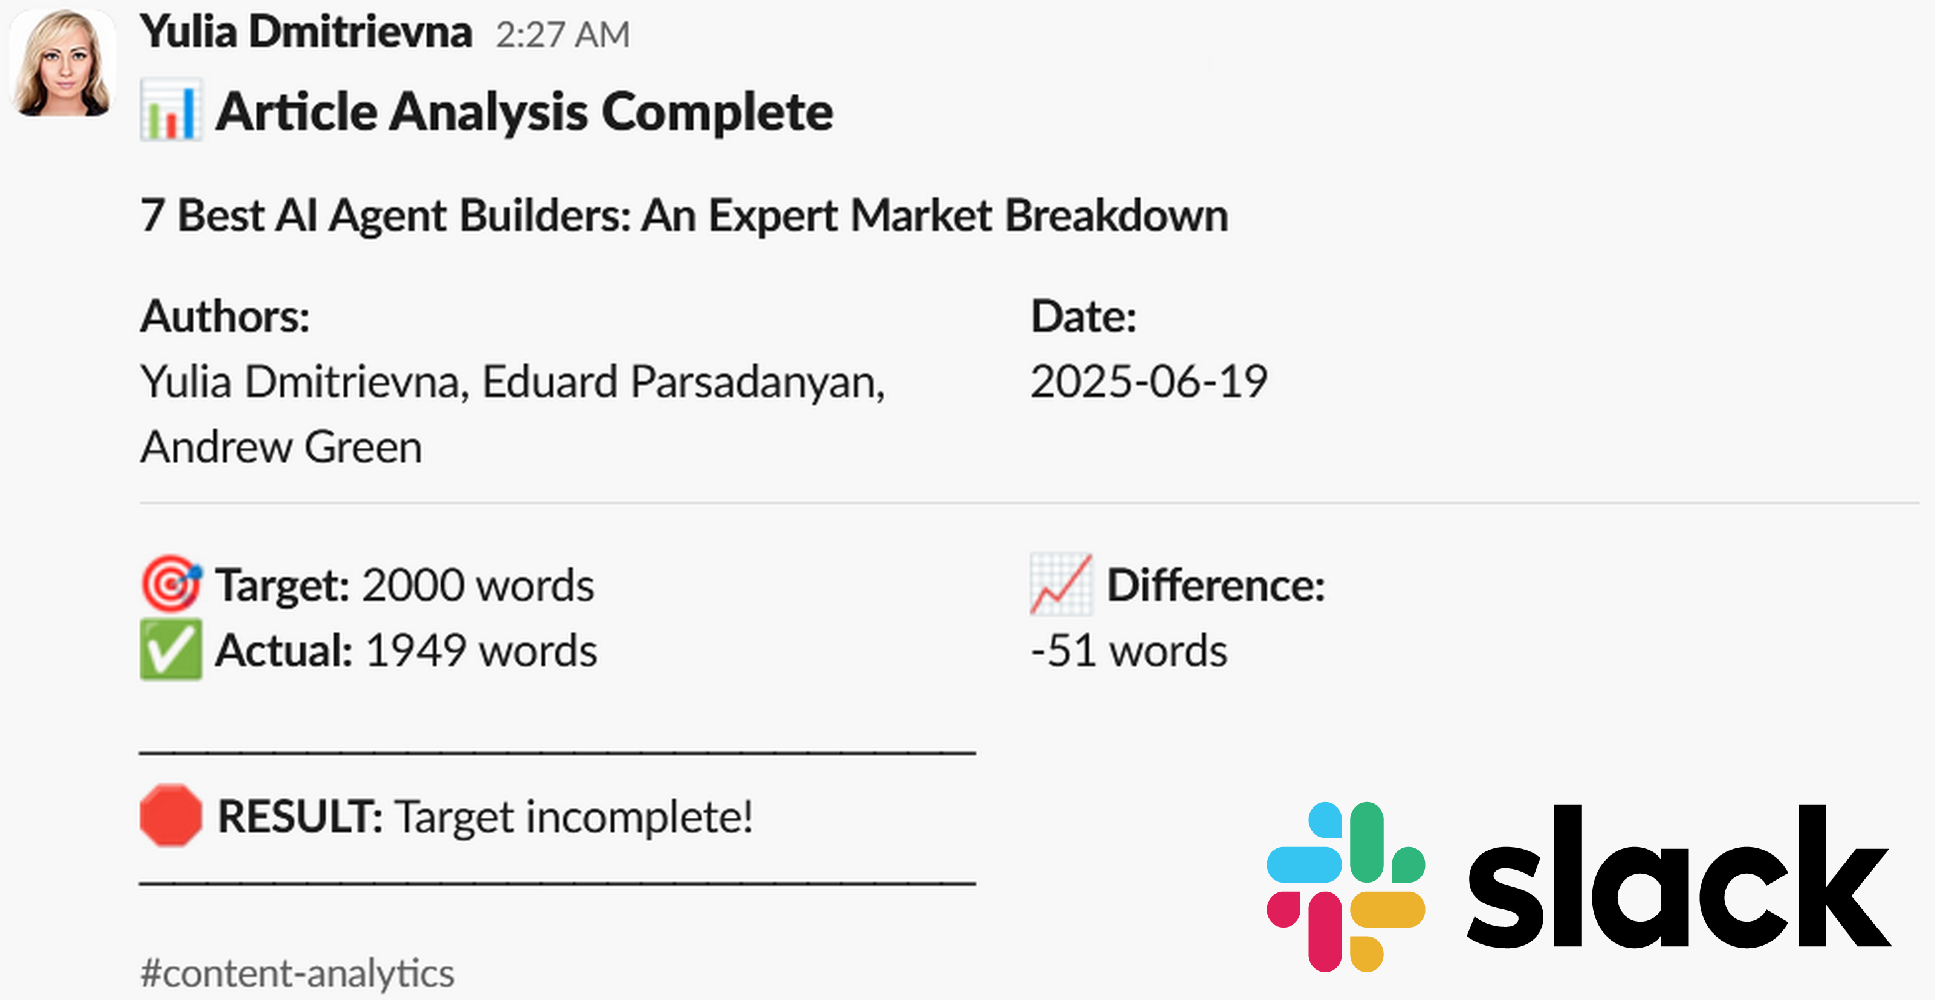 Yulia Dmitrievna 2:27 AM
📊 Article Analysis Complete
7 Best AI Agent Builders: An Expert Market Breakdown
Authors:
Yulia Dmitrievna, Eduard Parsadanyan,
Andrew Green
Date:
2025-06-19
🎯 Target: 2000 words
✅ Actual: 1949 words
📈 Difference:
-51 words
🛑 RESULT: Target incomplete!
#content-analytics
slack